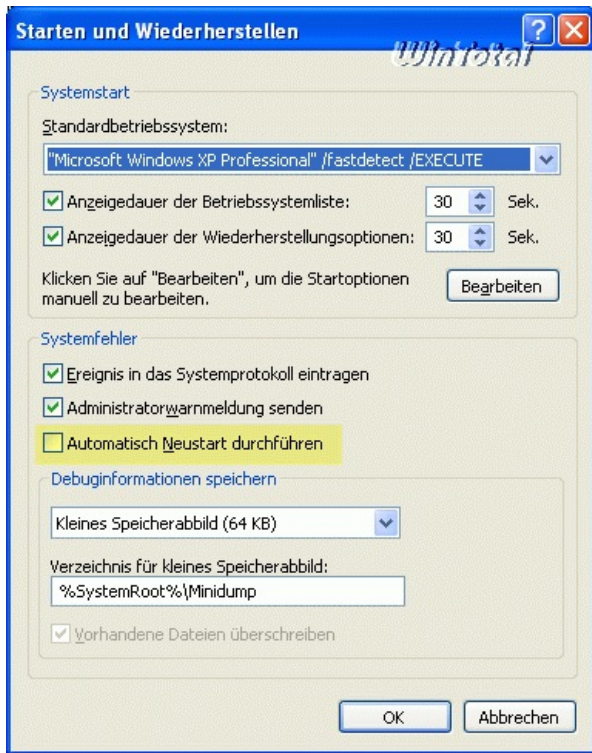 Starten und Wiederherstellen
WinTotal
Systemstart
Standardbetriebssystem:
"Microsoft Windows XP Professional" /fastdetect /EXECUTE
Anzeigedauer der Betriebssystemliste: 30 Sek.
Anzeigedauer der Wiederherstellungsoptionen: 30 Sek.
Klicken Sie auf "Bearbeiten", um die Startoptionen
manuell zu bearbeiten.
Bearbeiten
Systemfehler
Ereignis in das Systemprotokoll eintragen
Administratorwarnmeldung senden
Automatisch Neustart durchführen
Debuginformationen speichern
Kleines Speicherabbild (64 KB)
Verzeichnis für kleines Speicherabbild:
%SystemRoot%\Minidump
Vorhandene Dateien überschreiben
OK Abbrechen